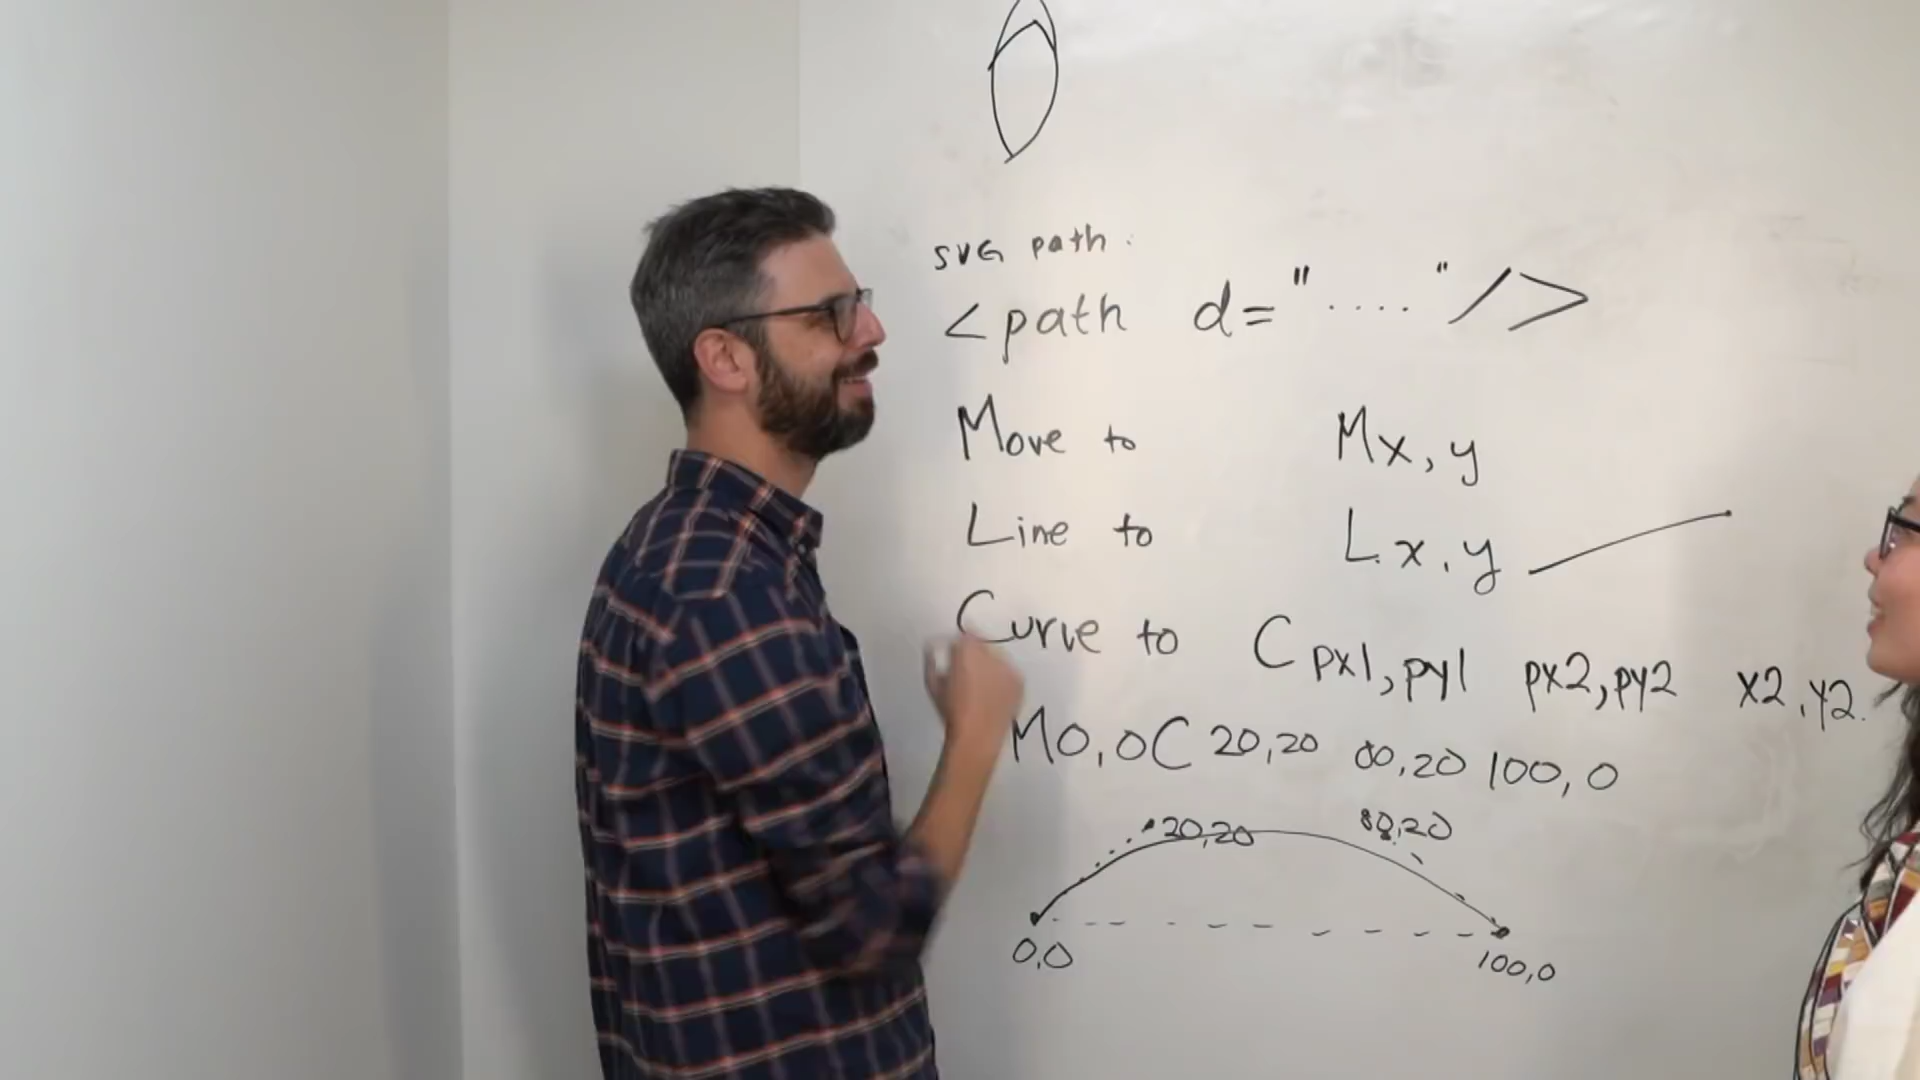 SVG path.
<path d="...."/>
Move to Mx,y
Line to L x,y
Curve to C px1,py1 px2,py2 x2,y2.
M0,0C 20,20 80,20 100,0
20,20 80,20
0,0 100,0